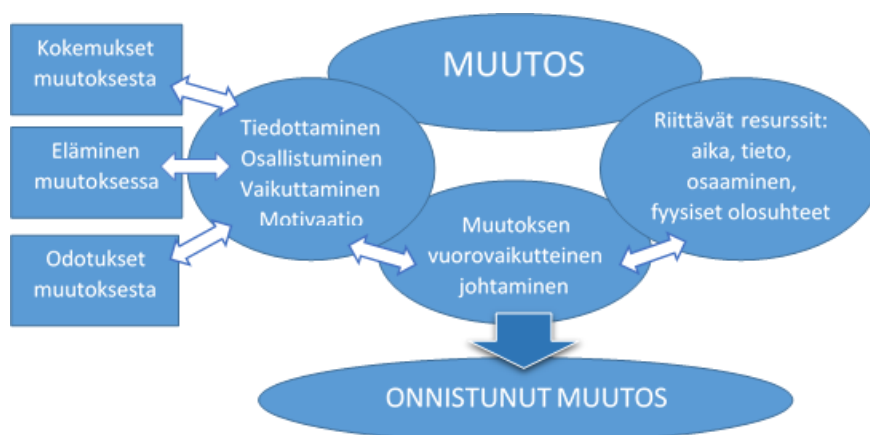 Kokemukset
muutoksesta
Eläminen
muutoksessa
Odotukset
muutoksesta
MUUTOS
Tiedottaminen
Osallistuminen
Vaikuttaminen
Motivaatio
Riittävät resurssit:
aika, tieto,
osaaminen,
fyysiset olosuhteet
Muutoksen
vuorovaikutteinen
johtaminen
ONNISTUNUT MUUTOS